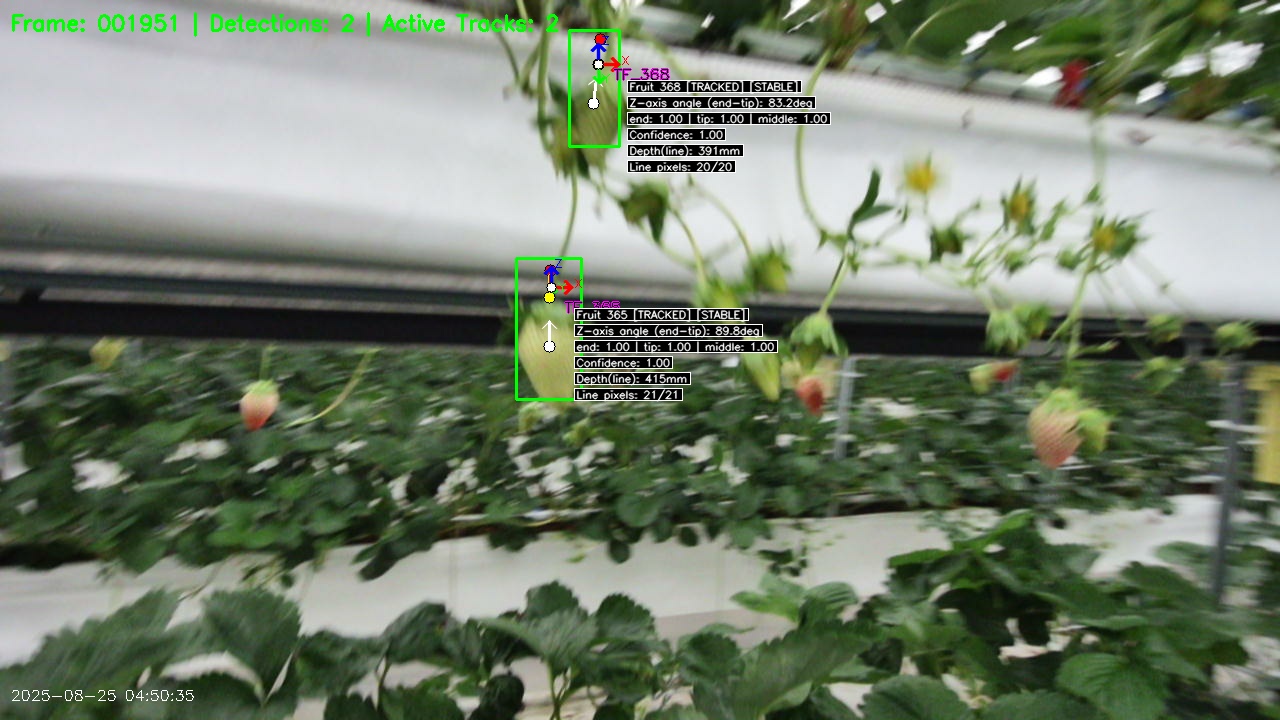 Frame: 001951 | Detections: 2 | Active Tracks: 2
Z
X
TF_368
Fruit 368 [TRACKED] [STABLE]
Z-axis angle (end-tip): 83.2deg
end: 1.00 | tip: 1.00 | middle: 1.00
Confidence: 1.00
Depth(line): 391mm
Line pixels: 20/20
Z
X
Fruit 365 [TRACKED] [STABLE]
Z-axis angle (end-tip): 89.8deg
end: 1.00 | tip: 1.00 | middle: 1.00
Confidence: 1.00
Depth(line): 415mm
Line pixels: 21/21
2025-08-25 04:50:35